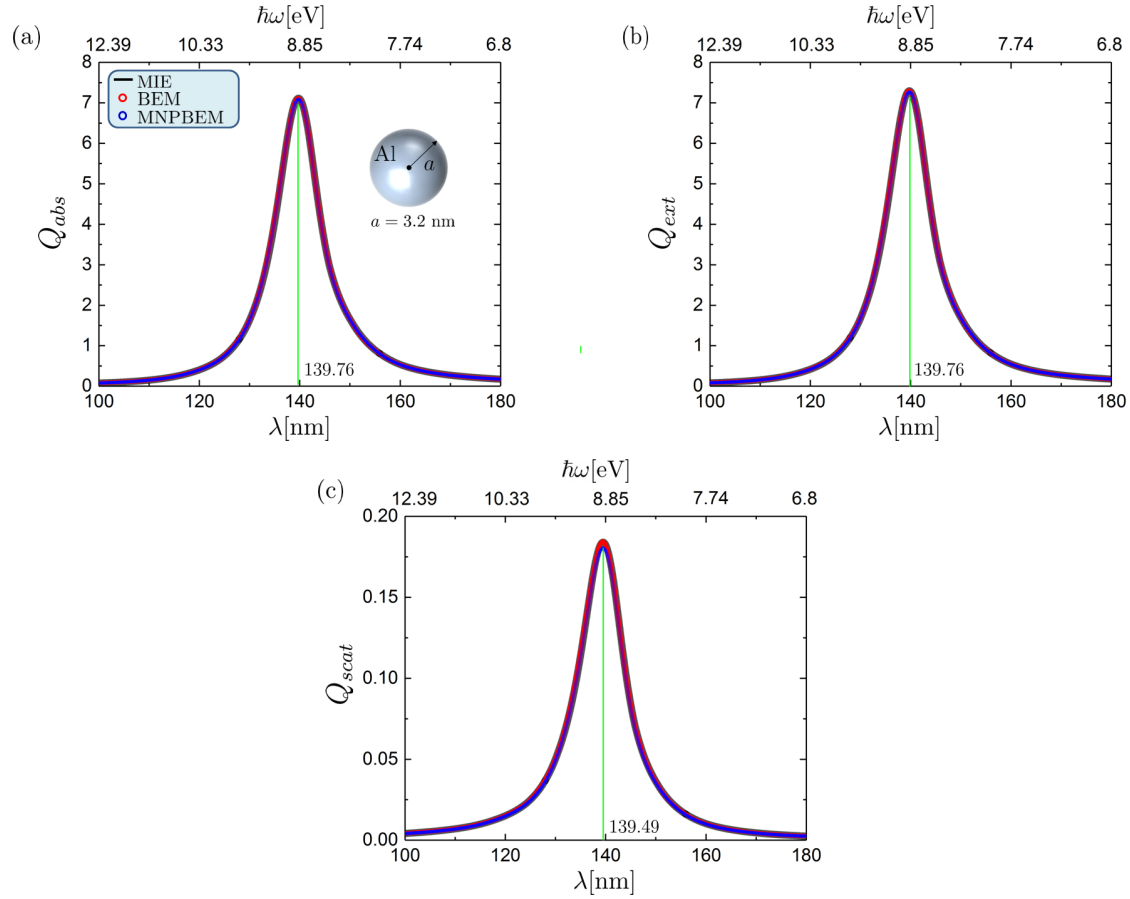 (a)
ħω[eV]
12.39 10.33 8.85 7.74 6.8
8
7
6
5
4
3
2
1
0
Q_abs
MIE
BEM
MNPBEM
Al
a
a = 3.2 nm
139.76
100 120 140 160 180
λ[nm]
(b)
ħω[eV]
12.39 10.33 8.85 7.74 6.8
8
7
6
5
4
3
2
1
0
Q_ext
139.76
100 120 140 160 180
λ[nm]
(c)
ħω[eV]
12.39 10.33 8.85 7.74 6.8
0.20
0.15
0.10
0.05
0.00
Q_scat
139.49
100 120 140 160 180
λ[nm]